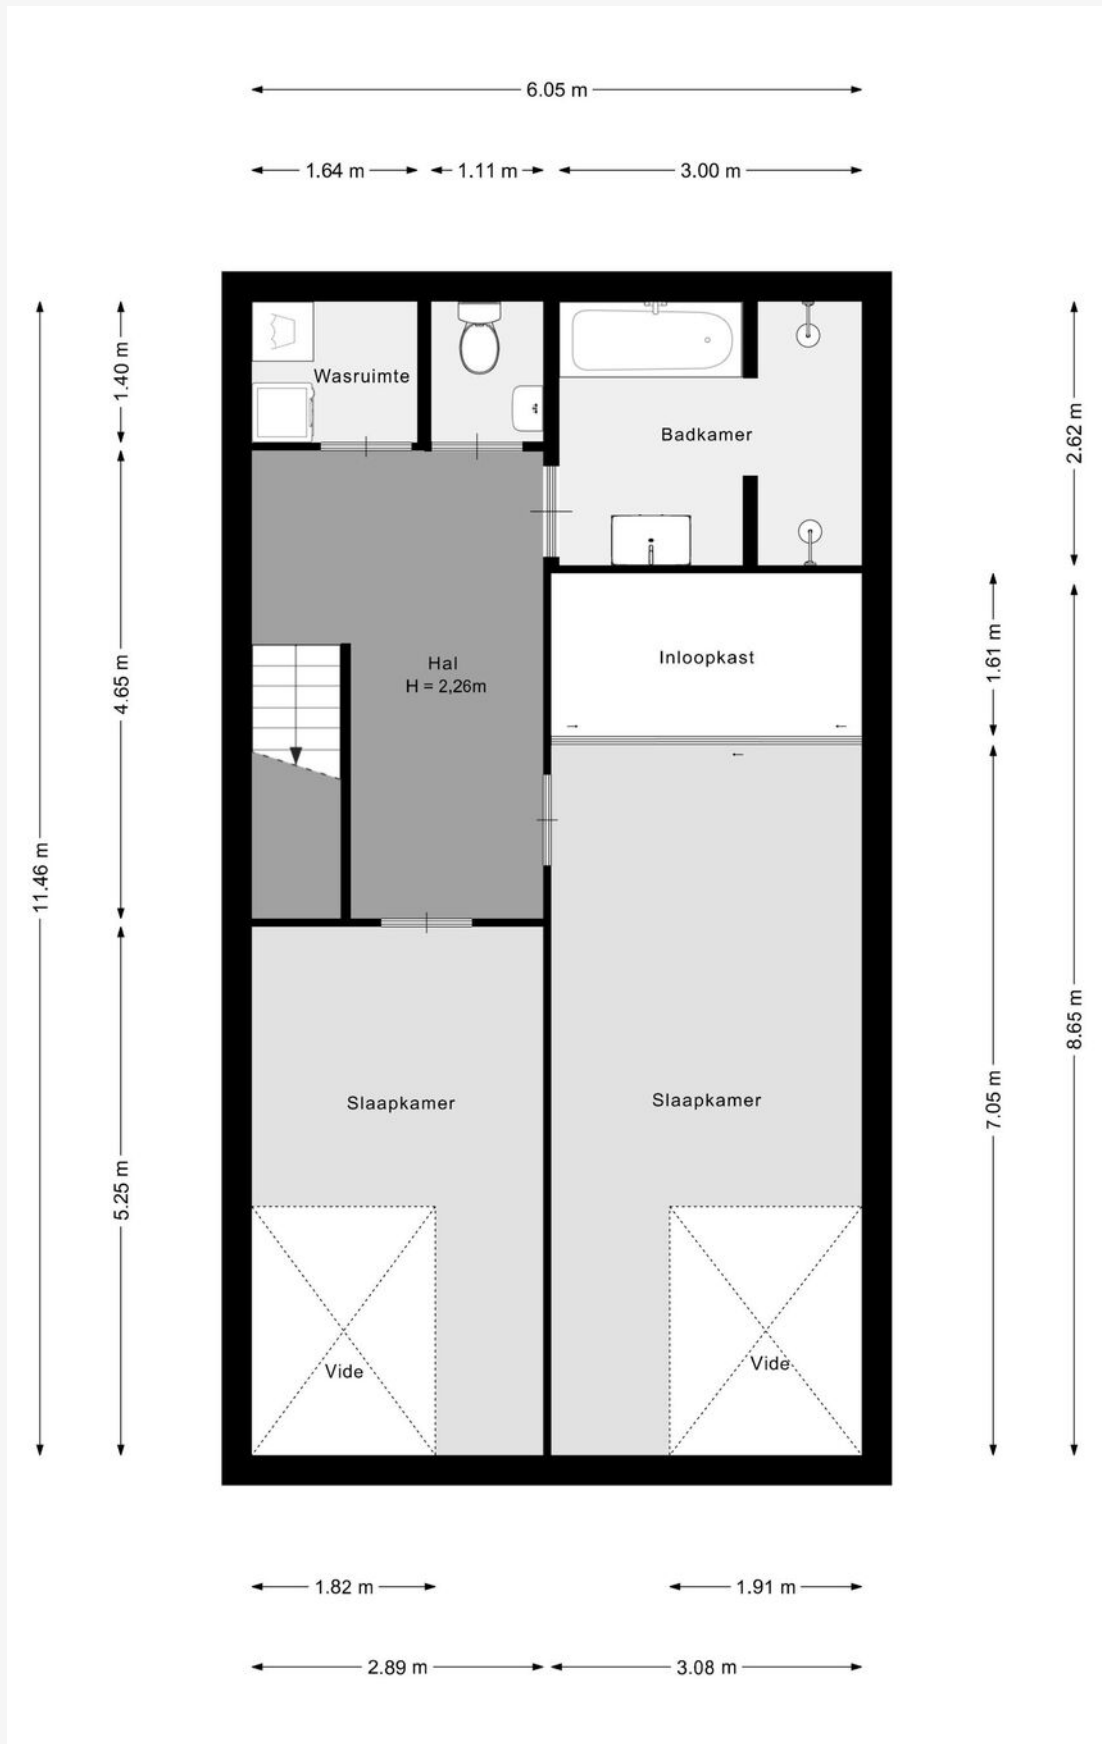 6.05 m
1.64 m
1.11 m
3.00 m
1.40 m
Wasruimte
2.62 m
Badkamer
4.65 m
Hal
H = 2,26m
Inloopkast
1.61 m
11.46 m
8.65 m
Slaapkamer
Slaapkamer
7.05 m
5.25 m
Vide
Vide
1.82 m
1.91 m
2.89 m
3.08 m